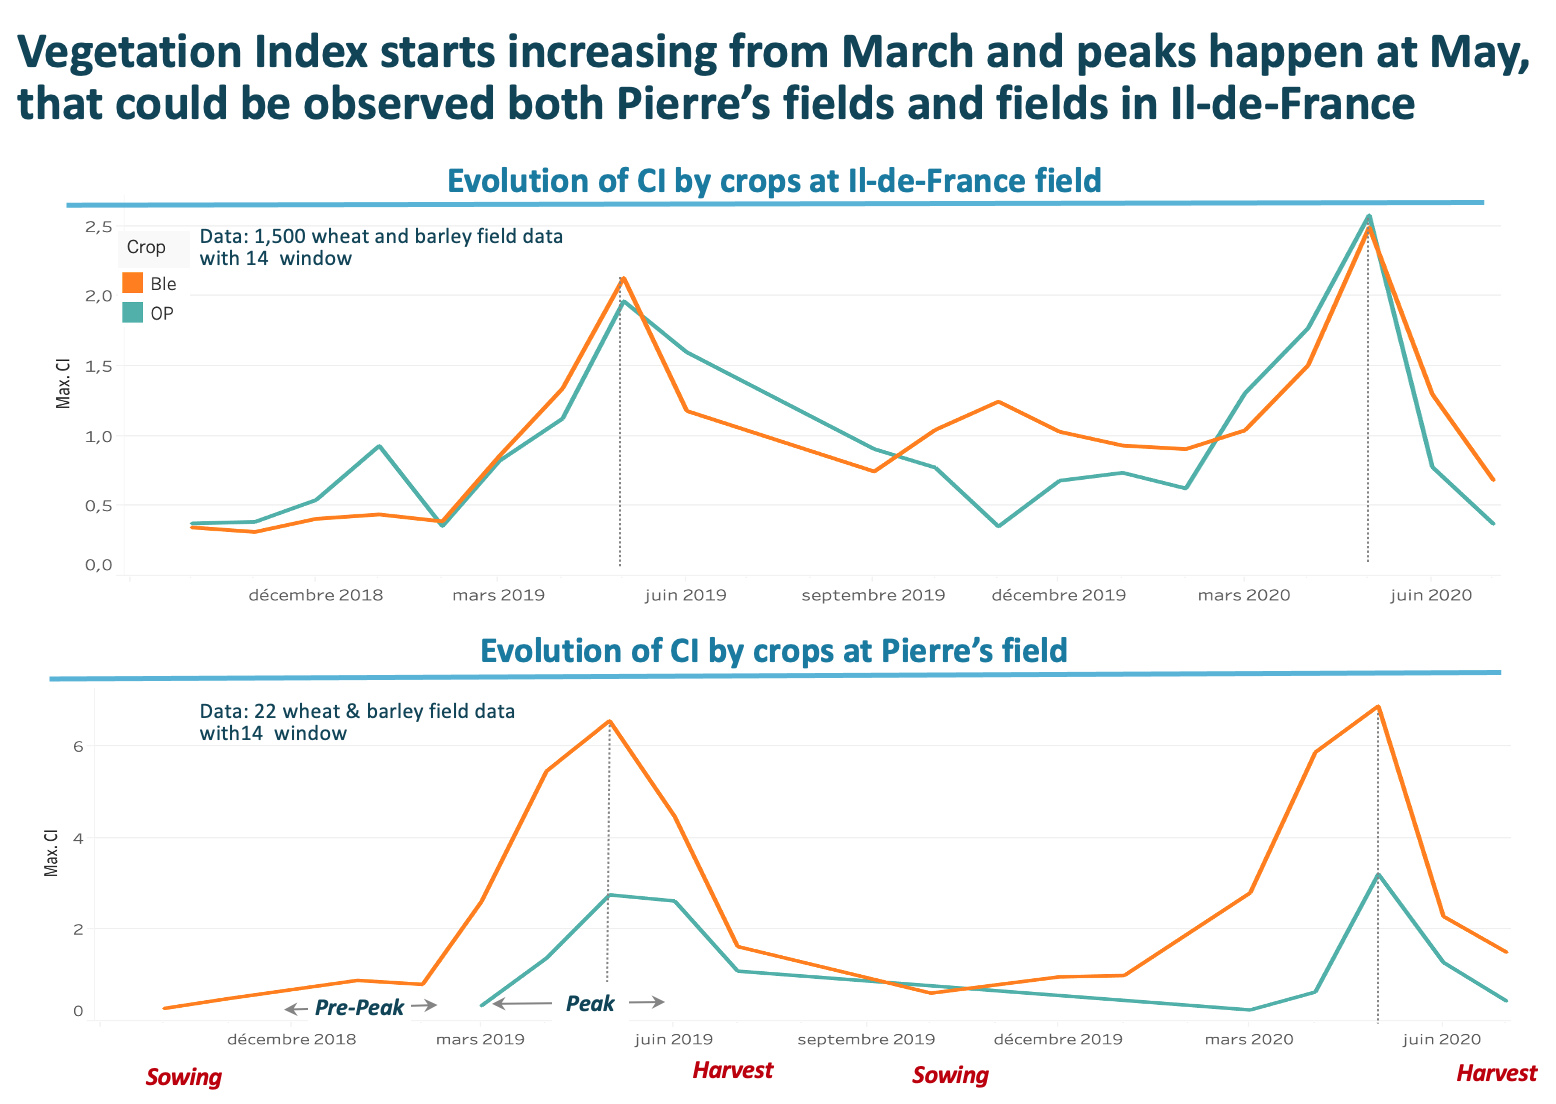 Vegetation Index starts increasing from March and peaks happen at May,
that could be observed both Pierre’s fields and fields in Il-de-France
Evolution of CI by crops at Il-de-France field
Data: 1,500 wheat and barley field data
with 14 window
Crop
Ble
OP
Max. CI
2,5
2,0
1,5
1,0
0,5
0,0
décembre 2018
mars 2019
juin 2019
septembre 2019
décembre 2019
mars 2020
juin 2020
Evolution of CI by crops at Pierre’s field
Data: 22 wheat & barley field data
with14 window
Max. CI
6
4
2
0
Pre-Peak
Peak
décembre 2018
mars 2019
juin 2019
septembre 2019
décembre 2019
mars 2020
juin 2020
Sowing
Harvest
Sowing
Harvest